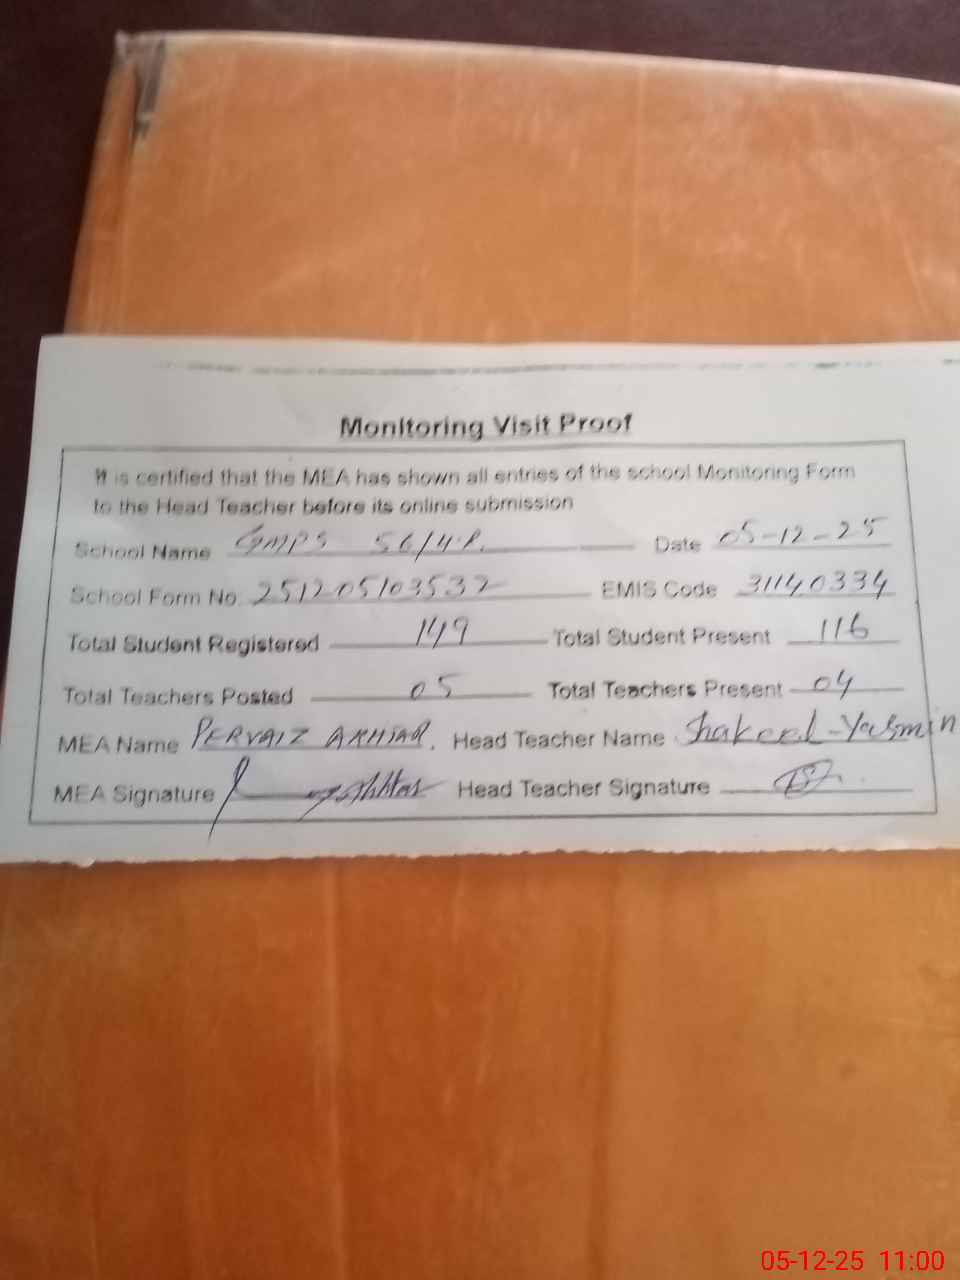 Monitoring Visit Proof
It is certified that the MEA has shown all entries of the school Monitoring Form
to the Head Teacher before its online submission
School Name GMPS 56/4.R. Date 05-12-25
School Form No. 251205103532 EMIS Code 31140334
Total Student Registered 149 Total Student Present 116
Total Teachers Posted 05 Total Teachers Present 04
MEA Name PERVAIZ AKHTAR. Head Teacher Name Shakeel-Yasmin
MEA Signature Head Teacher Signature
05-12-25 11:00